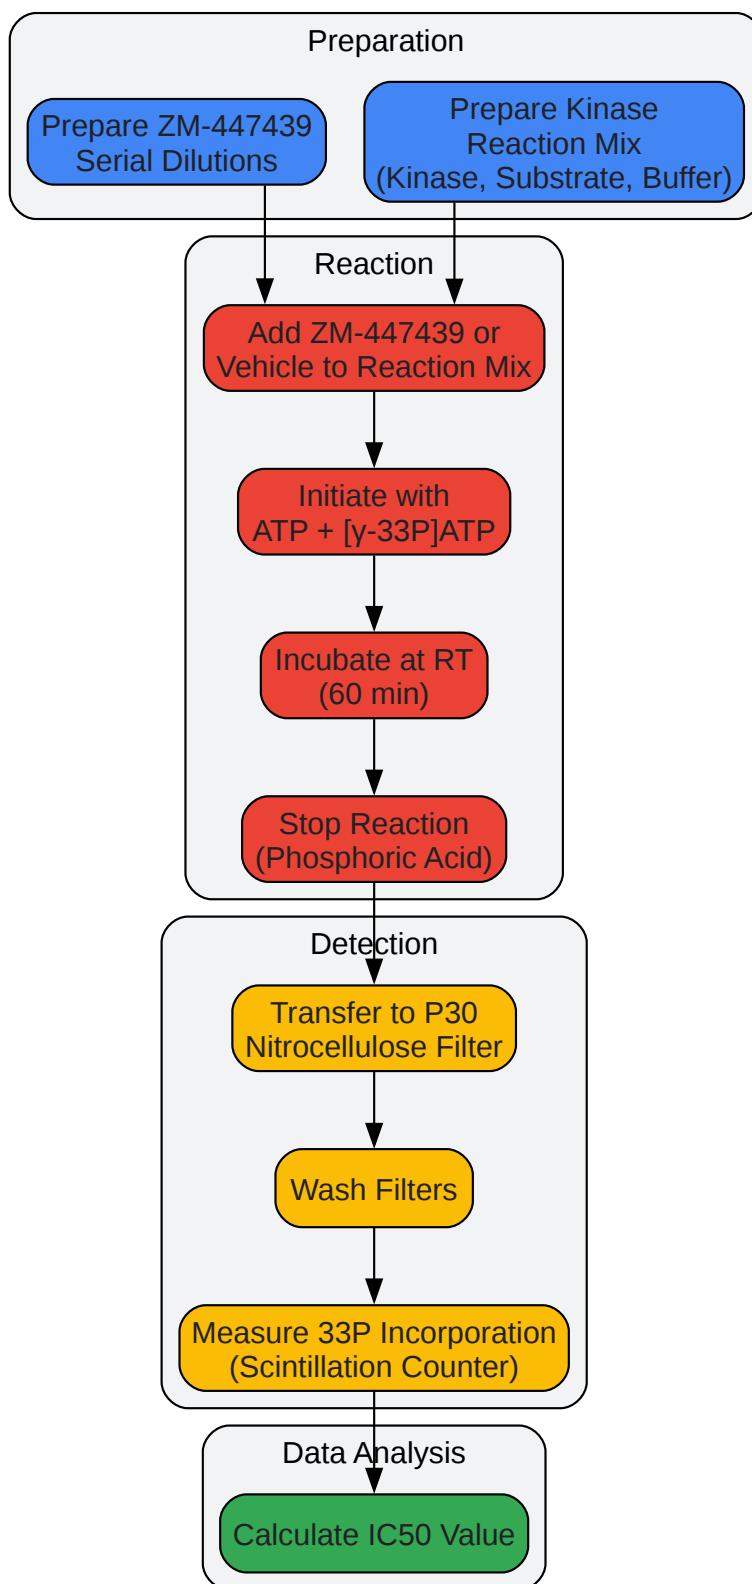 Preparation
Prepare ZM-447439
Serial Dilutions
Prepare Kinase
Reaction Mix
(Kinase, Substrate, Buffer)
Reaction
Add ZM-447439 or
Vehicle to Reaction Mix
Initiate with
ATP + [γ-33P]ATP
Incubate at RT
(60 min)
Stop Reaction
(Phosphoric Acid)
Detection
Transfer to P30
Nitrocellulose Filter
Wash Filters
Measure 33P Incorporation
(Scintillation Counter)
Data Analysis
Calculate IC50 Value